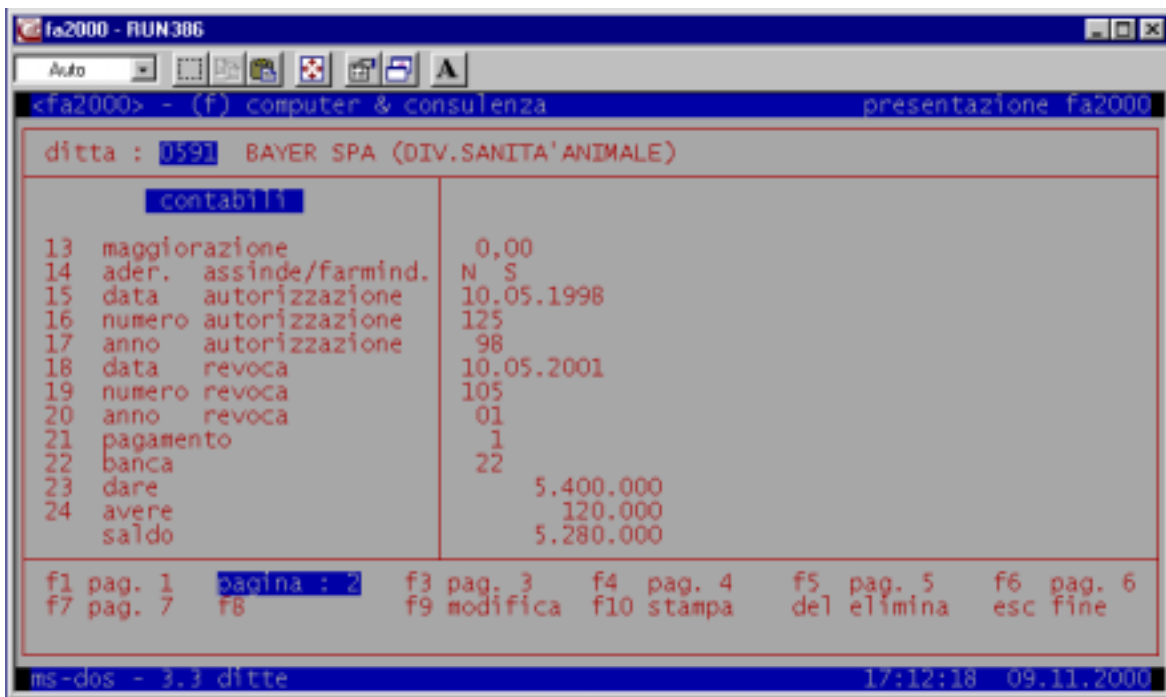 fa2000 - RUN386
Auto
A
<fa2000> - (f) computer & consulenza presentazione fa2000
ditta : 0591 BAYER SPA (DIV.SANITA'ANIMALE)
contabili
13 maggiorazione 0,00
14 ader. assinde/farmind. N S
15 data autorizzazione 10.05.1998
16 numero autorizzazione 125
17 anno autorizzazione 98
18 data revoca 10.05.2001
19 numero revoca 105
20 anno revoca 01
21 pagamento 1
22 banca 22
23 dare 5.400.000
24 avere 120.000
saldo 5.280.000
f1 pag. 1 pagina : 2 f3 pag. 3 f4 pag. 4 f5 pag. 5 f6 pag. 6
f7 pag. 7 f8 f9 modifica f10 stampa del elimina esc fine
ms-dos - 3.3 ditte 17:12:18 09.11.2000